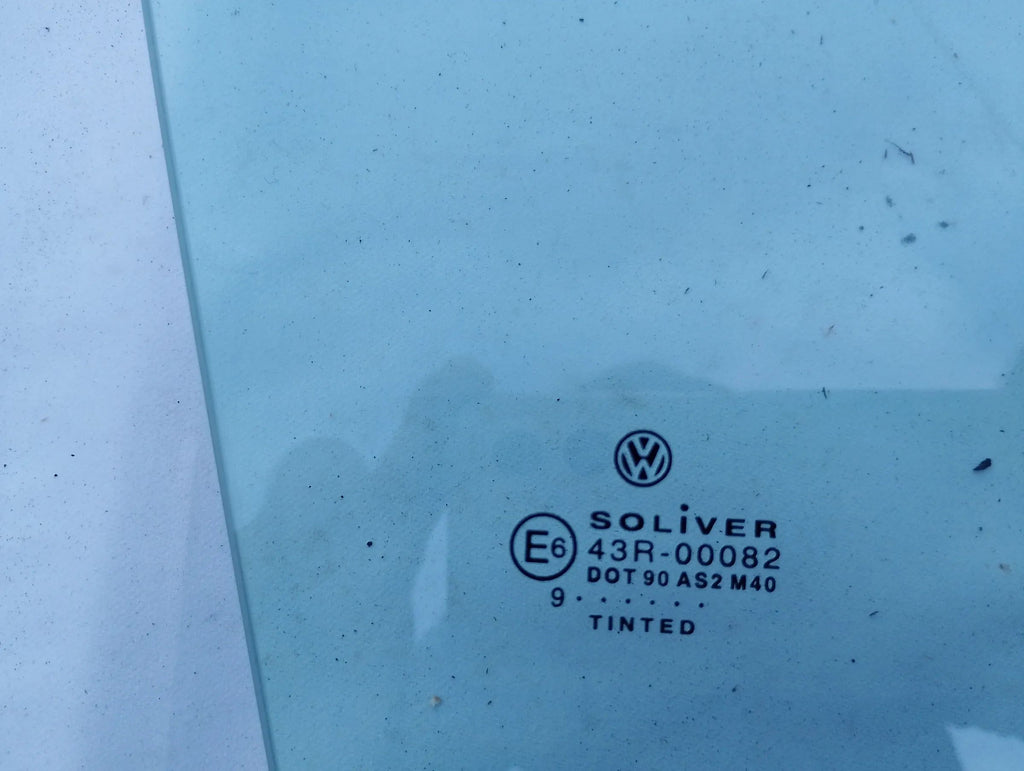 SOLiVER
E6 43R-00082
DOT 90 AS2 M40
9 · · · · · ·
TINTED